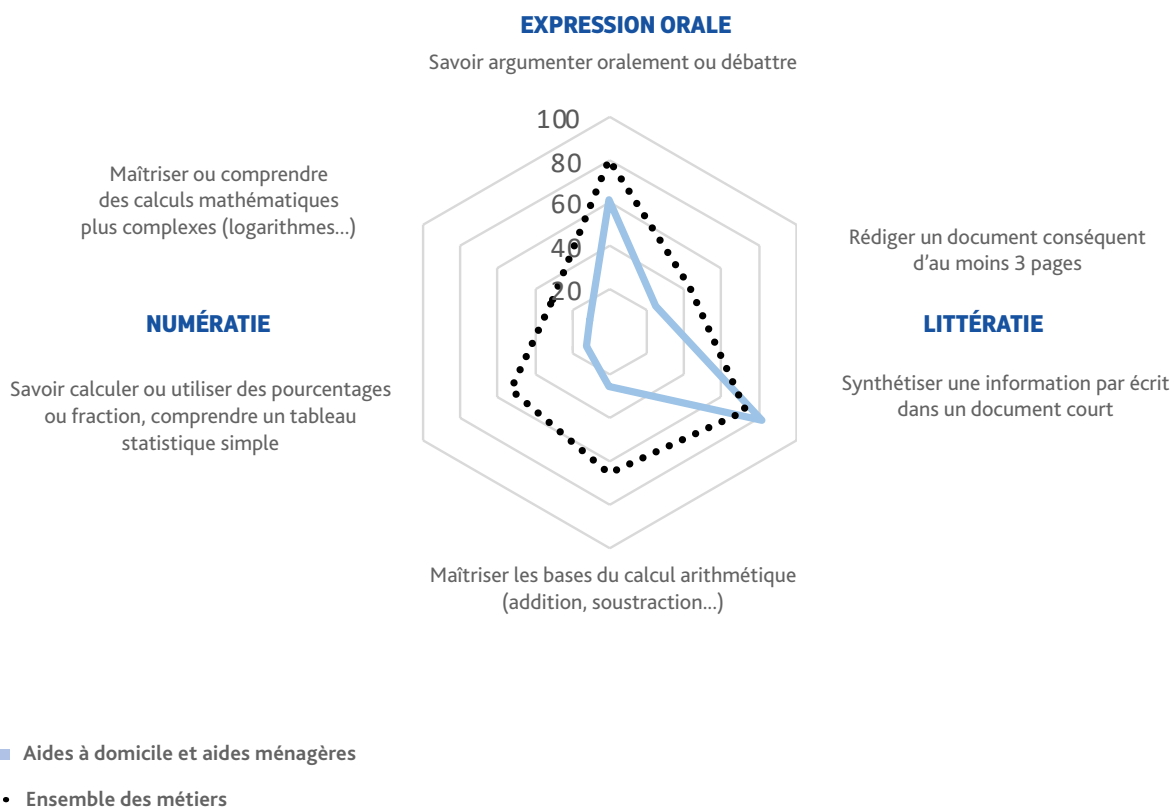 EXPRESSION ORALE
Savoir argumenter oralement ou débattre
100
80
60
40
20
Maîtriser ou comprendre
des calculs mathématiques
plus complexes (logarithmes...)
Rédiger un document conséquent
d'au moins 3 pages
NUMÉRATIE
LITTÉRATIE
Savoir calculer ou utiliser des pourcentages
ou fraction, comprendre un tableau
statistique simple
Synthétiser une information par écrit
dans un document court
Maîtriser les bases du calcul arithmétique
(addition, soustraction...)
Aides à domicile et aides ménagères
Ensemble des métiers